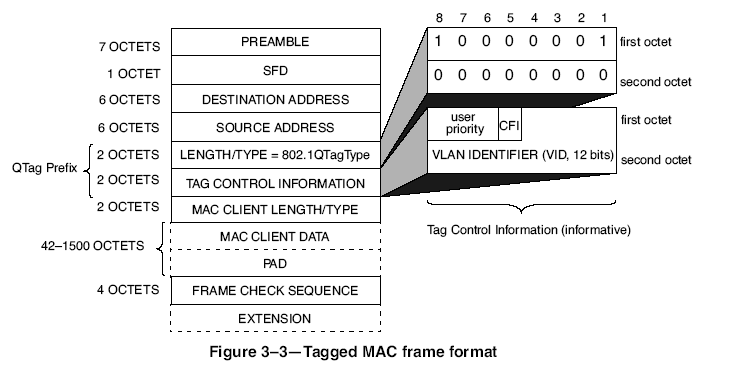 8 7 6 5 4 3 2 1
7 OCTETS PREAMBLE 1 0 0 0 0 0 0 1 first octet
1 OCTET SFD 0 0 0 0 0 0 0 0 second octet
6 OCTETS DESTINATION ADDRESS
6 OCTETS SOURCE ADDRESS user priority CFI first octet
QTag Prefix
2 OCTETS LENGTH/TYPE = 802.1QTagType VLAN IDENTIFIER (VID, 12 bits) second octet
2 OCTETS TAG CONTROL INFORMATION
2 OCTETS MAC CLIENT LENGTH/TYPE
Tag Control Information (informative)
42–1500 OCTETS MAC CLIENT DATA
PAD
4 OCTETS FRAME CHECK SEQUENCE
EXTENSION
Figure 3–3—Tagged MAC frame format